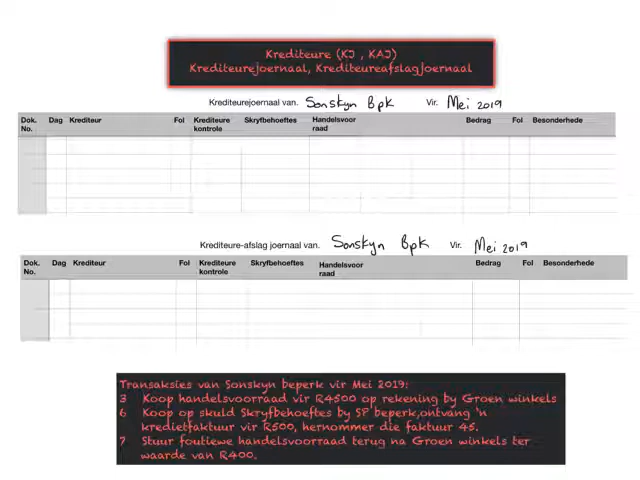 Krediteure (KJ , KAJ)
Krediteurejoernaal, Krediteureafslagjoernaal
Krediteurejoernaal van. Sonskyn Bpk Vir. Mei 2019
Dok. No. Dag Krediteur Fol Krediteure kontrole Skryfbehoeftes Handelsvoor raad Bedrag Fol Besonderhede
Krediteure-afslag joernaal van. Sonskyn Bpk Vir. Mei 2019
Dok. No. Dag Krediteur Fol Krediteure kontrole Skryfbehoeftes Handelsvoor raad Bedrag Fol Besonderhede
Transaksies van Sonskyn beperk vir Mei 2019:
3 Koop handelsvoorraad vir R4500 op rekening by Groen winkels
6 Koop op skuld Skryfbehoeftes by SP beperk,ontvang 'n
kredietfaktuur vir R500, hernommer die faktuur 45.
7 Stuur foutiewe handelsvoorraad terug na Groen winkels ter
waarde van R400.